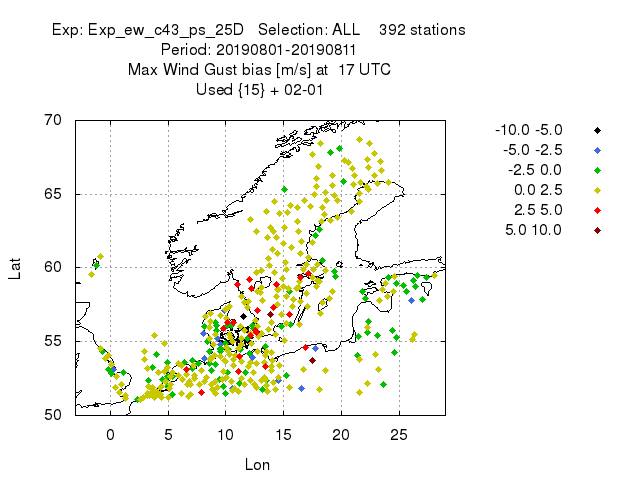 Exp: Exp_ew_c43_ps_25D Selection: ALL 392 stations
Period: 20190801-20190811
Max Wind Gust bias [m/s] at 17 UTC
Used {15} + 02-01
-10.0 -5.0
-5.0 -2.5
-2.5 0.0
0.0 2.5
2.5 5.0
5.0 10.0
70
65
60
55
50
Lat
0 5 10 15 20 25
Lon